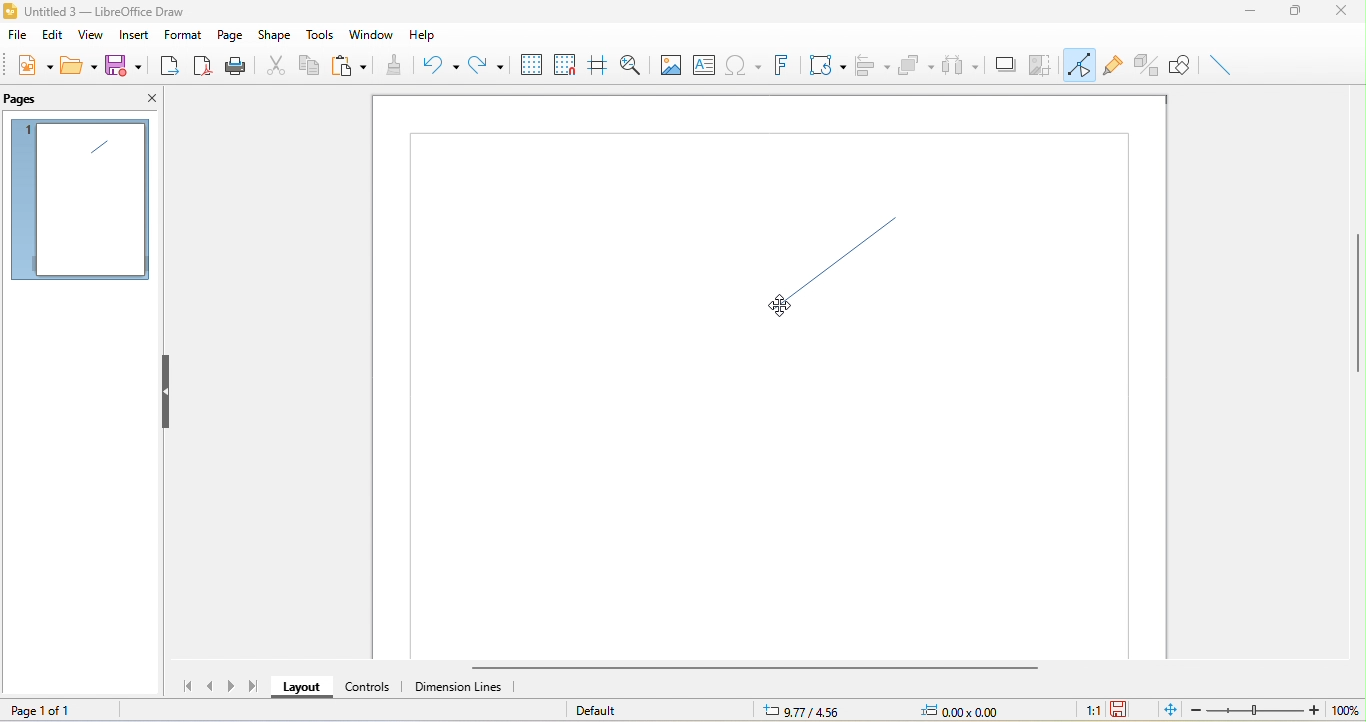 Untitled 3 — LibreOffice Draw
File Edit View Insert Format Page Shape Tools Window Help
Pages
1
Layout Controls Dimension Lines
Page 1 of 1 Default 9.77 / 4.56 0.00 x 0.00 1:1 100%